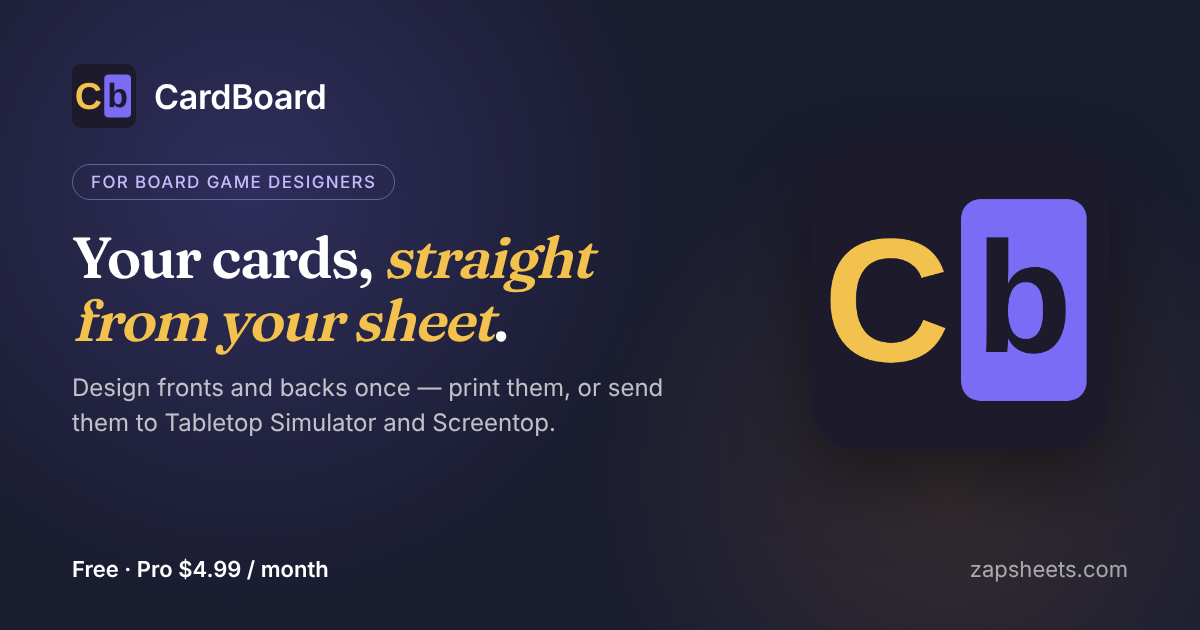 Cb CardBoard
FOR BOARD GAME DESIGNERS
Your cards, straight
from your sheet.
Design fronts and backs once — print them, or send
them to Tabletop Simulator and Screentop.
Cb
Free · Pro $4.99 / month
zapsheets.com